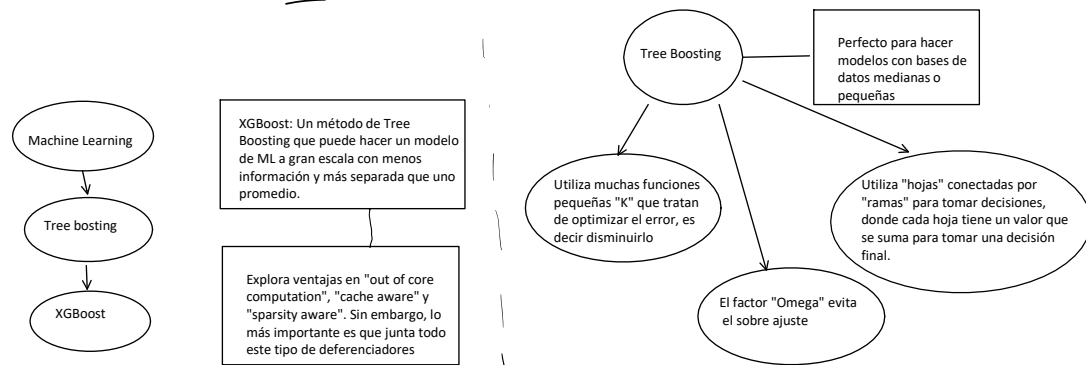 Machine Learning
Tree bosting
XGBoost
XGBoost: Un método de Tree
Boosting que puede hacer un modelo
de ML a gran escala con menos
información y más separada que uno
promedio.
Explora ventajas en "out of core
computation", "cache aware" y
"sparsity aware". Sin embargo, lo
más importante es que junta todo
este tipo de deferenciadores
Tree Boosting
Perfecto para hacer
modelos con bases de
datos medianas o
pequeñas
Utiliza muchas funciones
pequeñas "K" que tratan
de optimizar el error, es
decir disminuirlo
El factor "Omega" evita
el sobre ajuste
Utiliza "hojas" conectadas por
"ramas" para tomar decisiones,
donde cada hoja tiene un valor que
se suma para tomar una decisión
final.